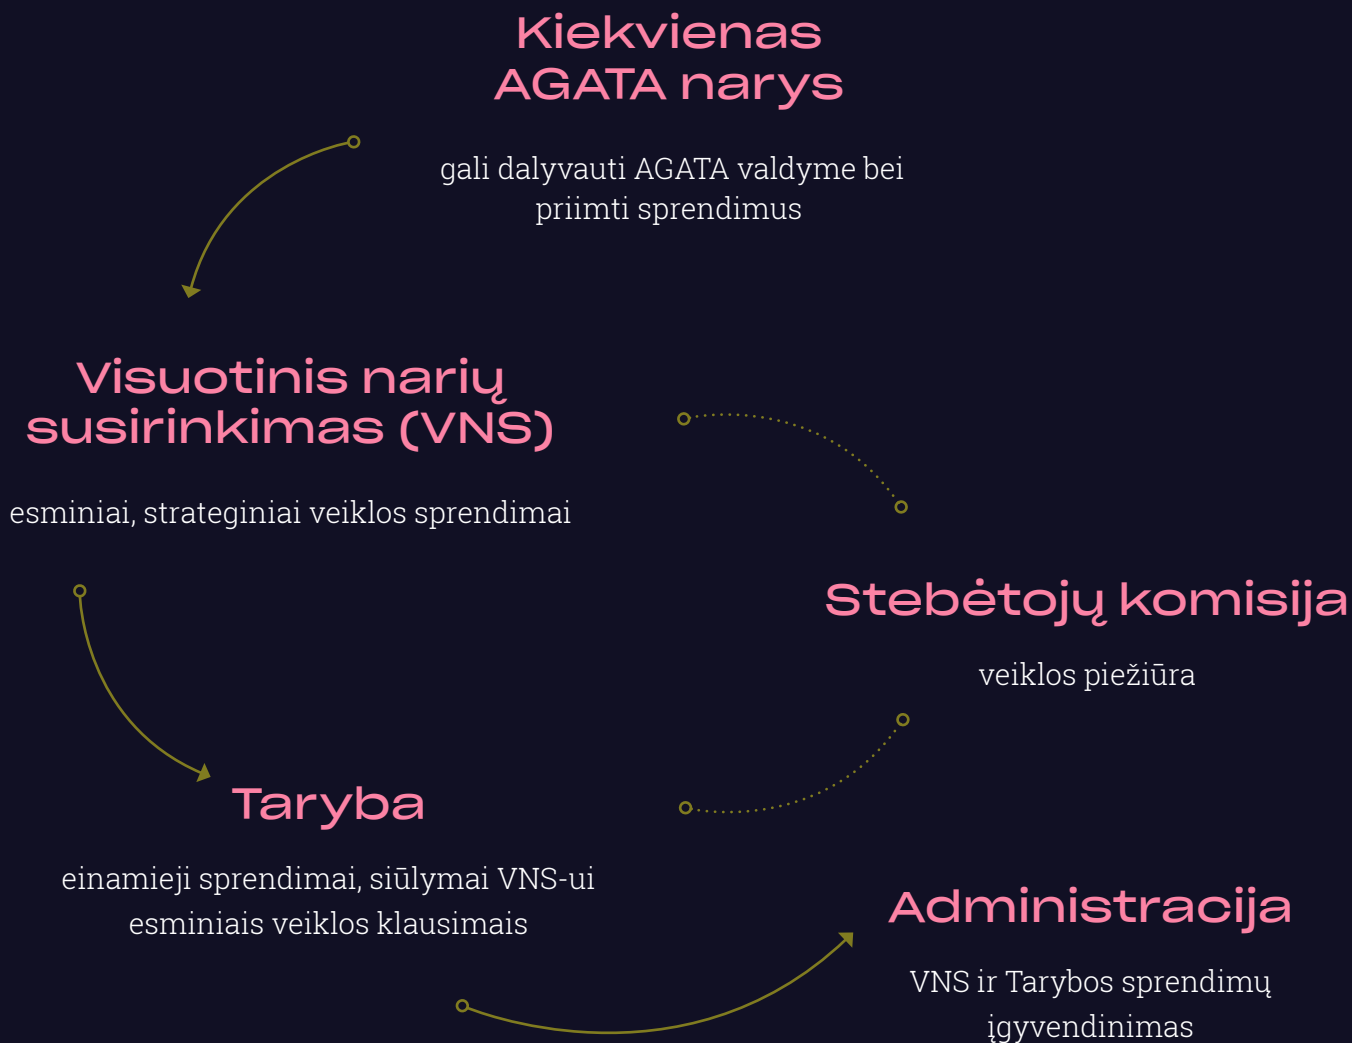 Kiekvienas
AGATA narys
gali dalyvauti AGATA valdyme bei
priimti sprendimus
Visuotinis narių
susirinkimas (VNS)
esminiai, strateginiai veiklos sprendimai
Stebėtojų komisija
veiklos piežiūra
Taryba
einamieji sprendimai, siūlymai VNS-ui
esminiais veiklos klausimais
Administracija
VNS ir Tarybos sprendimų
įgyvendinimas